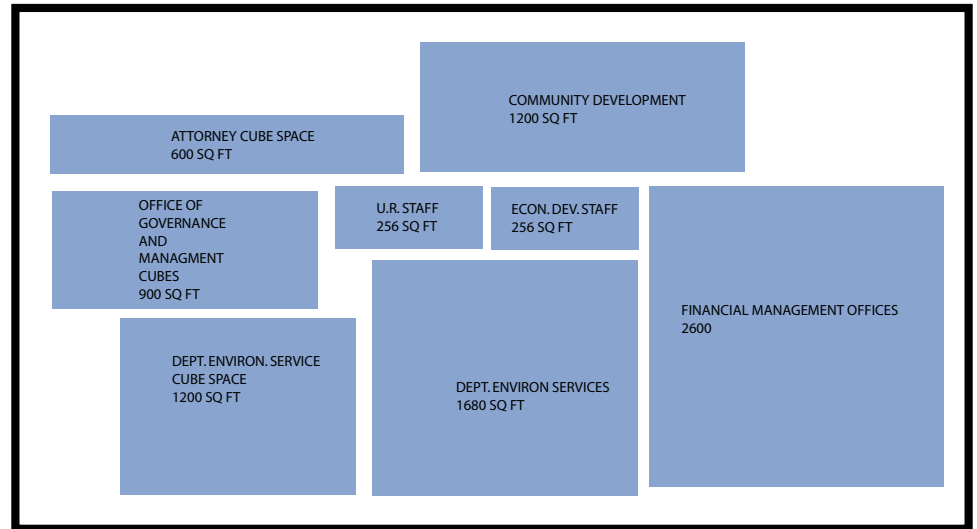 COMMUNITY DEVELOPMENT
1200 SQ FT
ATTORNEY CUBE SPACE
600 SQ FT
OFFICE OF
GOVERNANCE
AND
MANAGMENT
CUBES
900 SQ FT
U.R. STAFF
256 SQ FT
ECON. DEV. STAFF
256 SQ FT
FINANCIAL MANAGEMENT OFFICES
2600
DEPT. ENVIRON. SERVICE
CUBE SPACE
1200 SQ FT
DEPT. ENVIRON SERVICES
1680 SQ FT